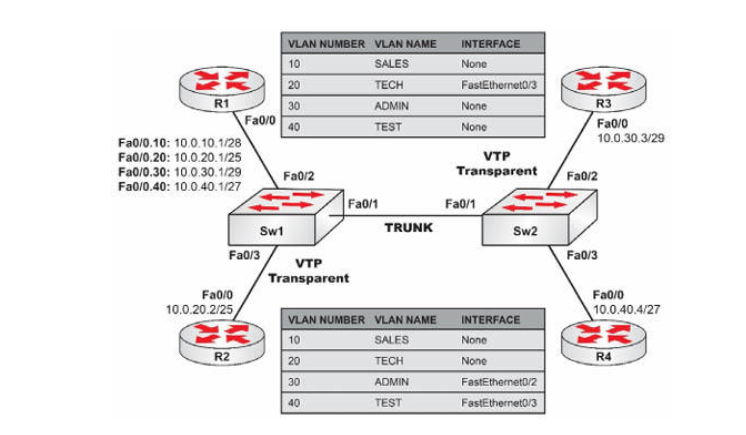 VLAN NUMBER VLAN NAME INTERFACE
10 SALES None
20 TECH FastEthernet0/3
30 ADMIN None
40 TEST None
R1
Fa0/0
Fa0/0.10: 10.0.10.1/28
Fa0/0.20: 10.0.20.1/25
Fa0/0.30: 10.0.30.1/29
Fa0/0.40: 10.0.40.1/27
R3
Fa0/0
10.0.30.3/29
VTP
Transparent
Fa0/2
Fa0/2
Sw1
Fa0/1
TRUNK
Fa0/1
Sw2
Fa0/3
VTP
Transparent
Fa0/3
Fa0/0
10.0.20.2/25
R2
Fa0/0
10.0.40.4/27
R4
VLAN NUMBER VLAN NAME INTERFACE
10 SALES None
20 TECH None
30 ADMIN FastEthernet0/2
40 TEST FastEthernet0/3